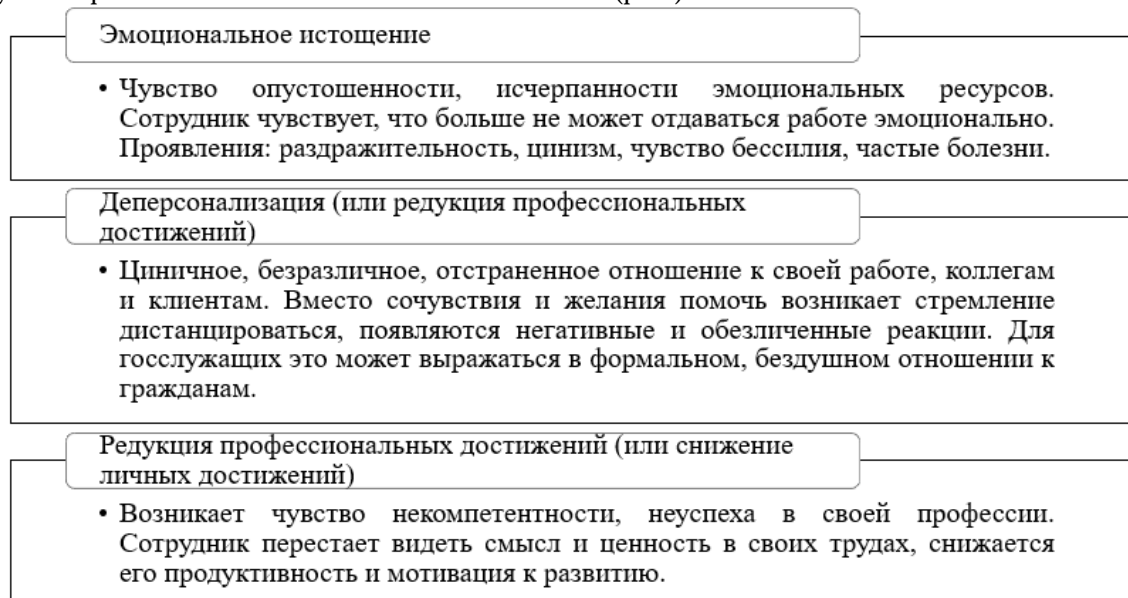 Эмоциональное истощение
• Чувство опустошенности, исчерпанности эмоциональных ресурсов.
Сотрудник чувствует, что больше не может отдаваться работе эмоционально.
Проявления: раздражительность, цинизм, чувство бессилия, частые болезни.
Деперсонализация (или редукция профессиональных
достижений)
• Циничное, безразличное, отстраненное отношение к своей работе, коллегам
и клиентам. Вместо сочувствия и желания помочь возникает стремление
дистанцироваться, появляются негативные и обезличенные реакции. Для
госслужащих это может выражаться в формальном, бездушном отношении к
гражданам.
Редукция профессиональных достижений (или снижение
личных достижений)
• Возникает чувство некомпетентности, неуспеха в своей профессии.
Сотрудник перестает видеть смысл и ценность в своих трудах, снижается
его продуктивность и мотивация к развитию.